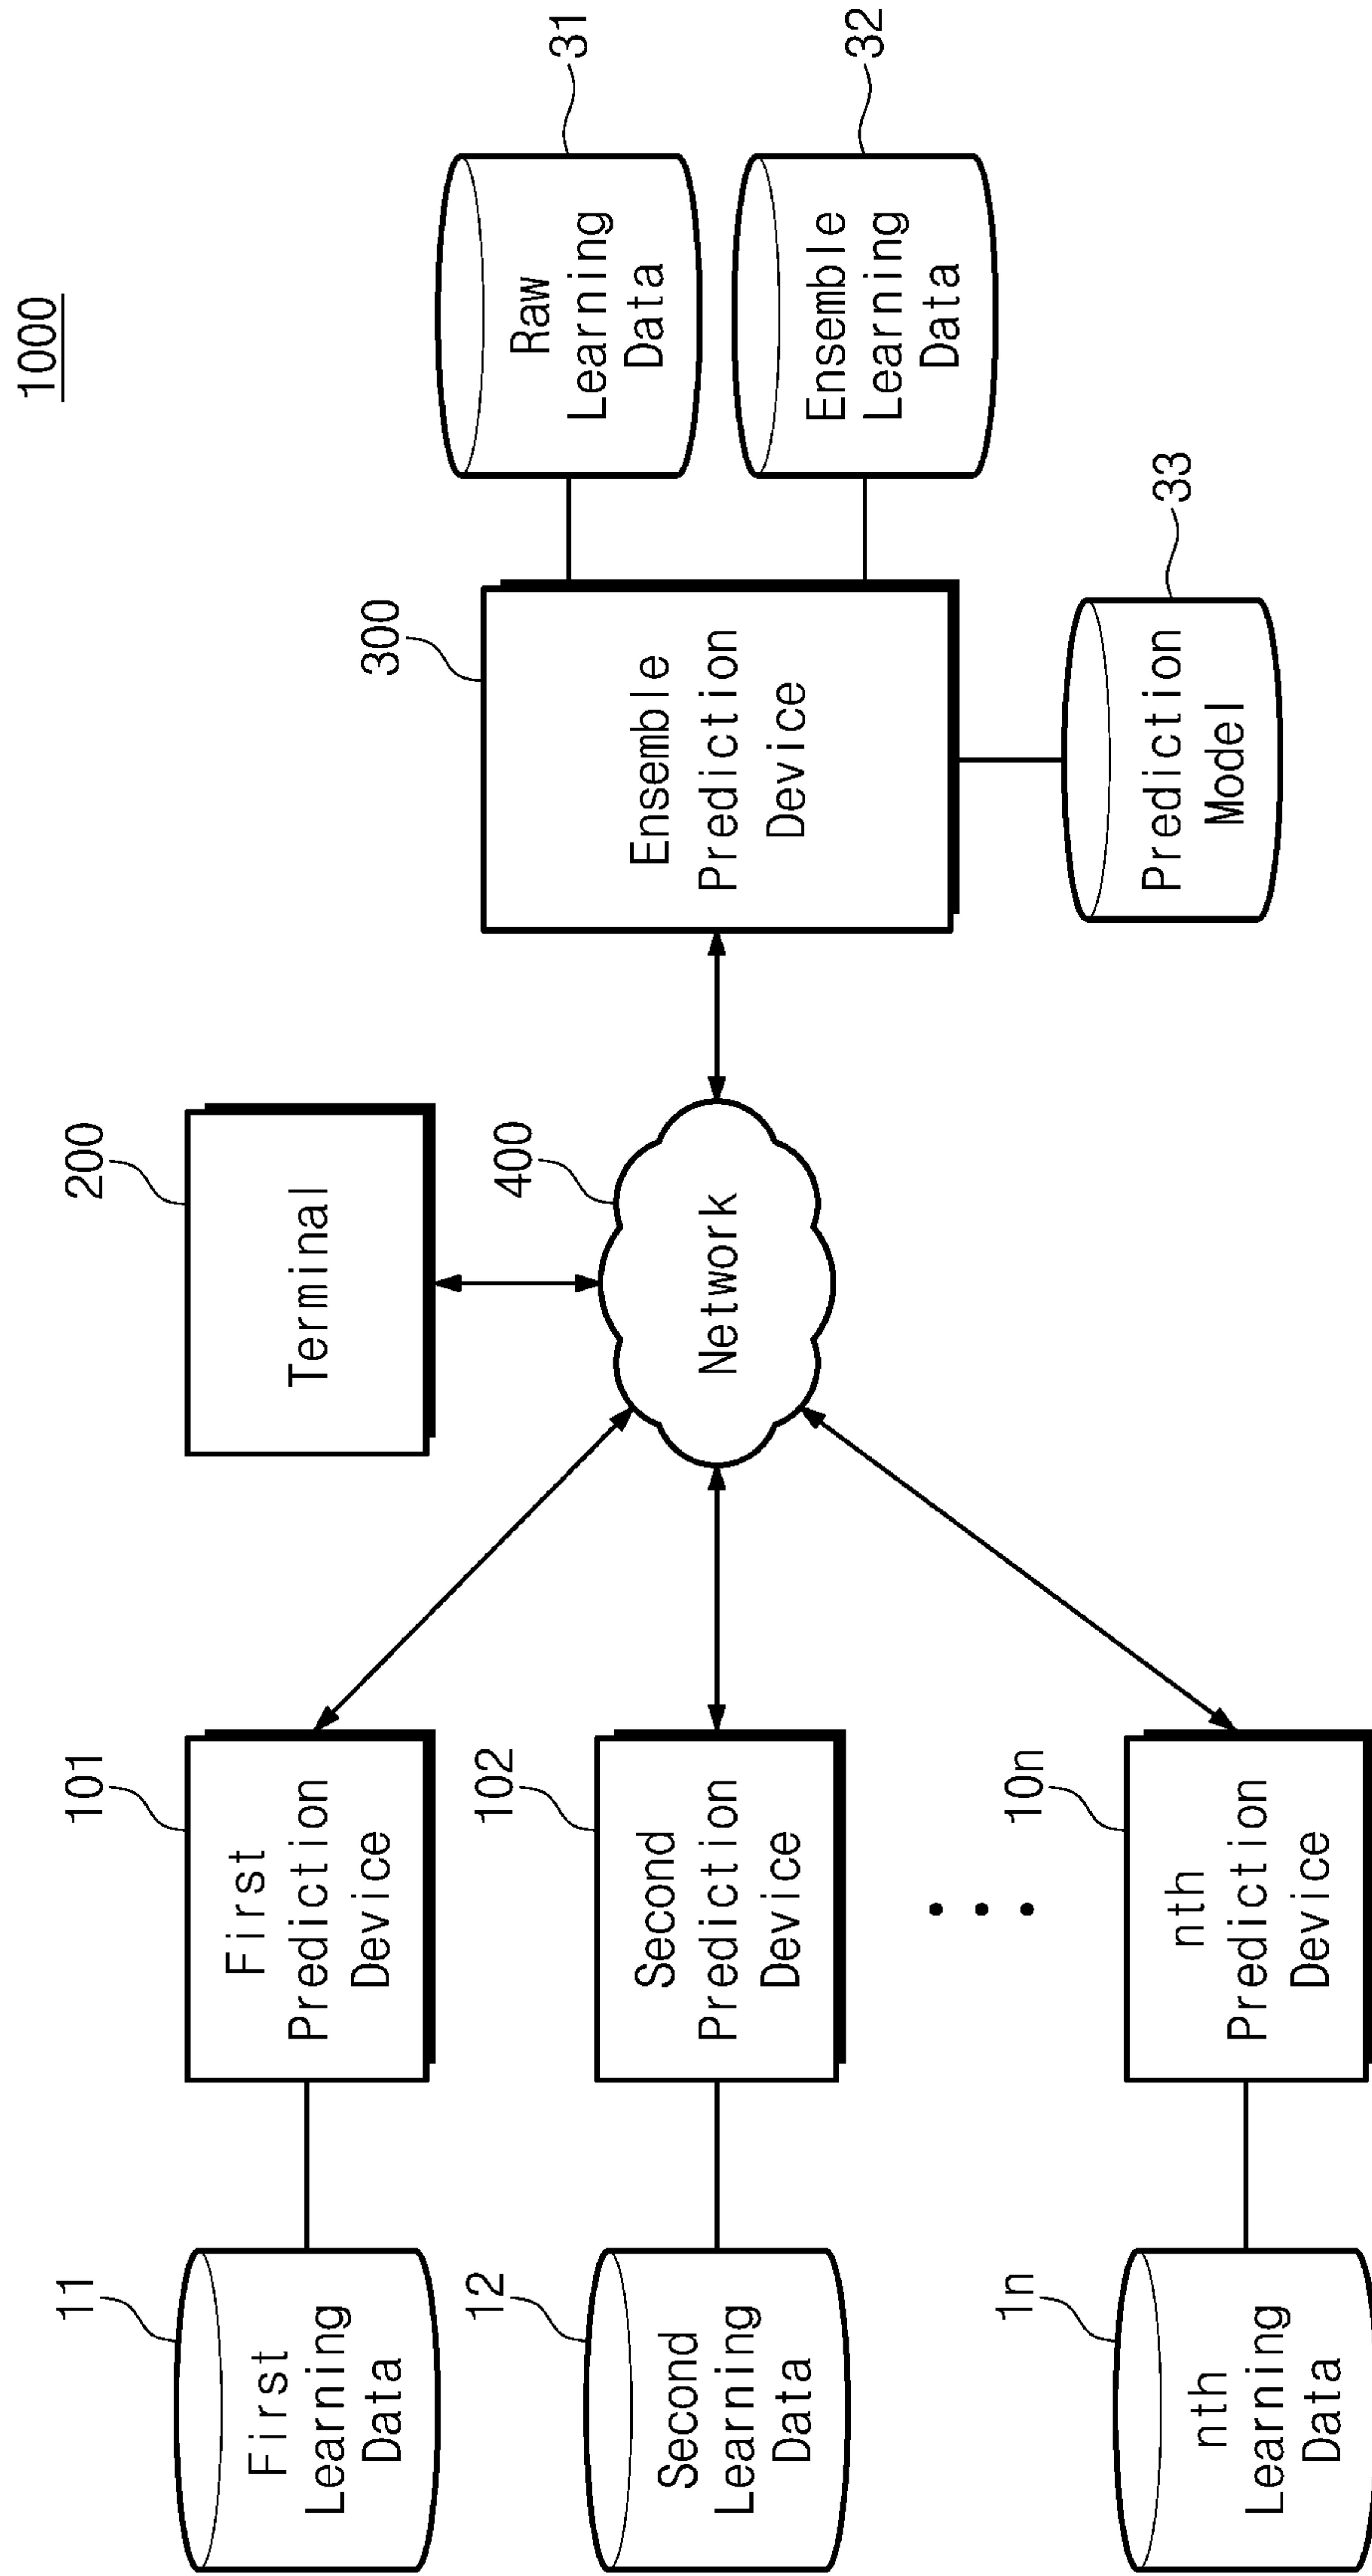 1000
11
First
Learning
Data
101
First
Prediction
Device
200
Terminal
12
Second
Learning
Data
102
Second
Prediction
Device
400
Network
300
Ensemble
Prediction
Device
31
Raw
Learning
Data
32
Ensemble
Learning
Data
33
Prediction
Model
1n
nth
Learning
Data
10n
nth
Prediction
Device